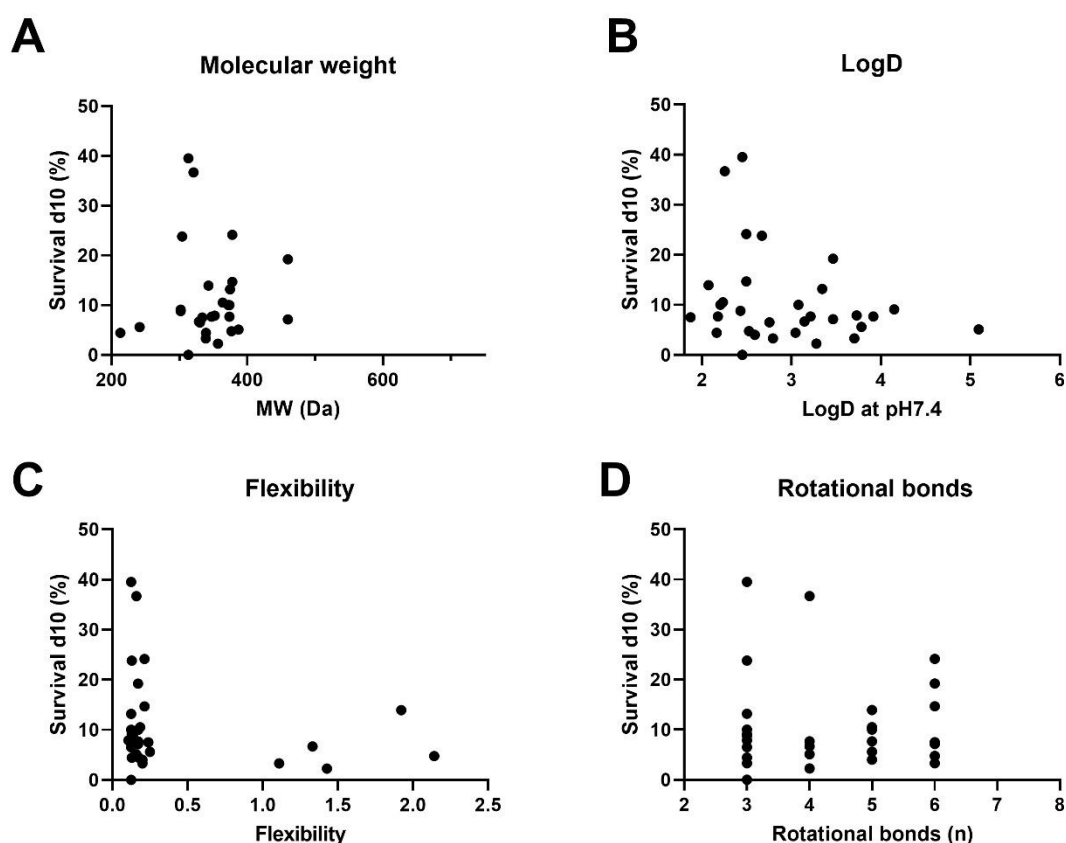 A
Molecular weight
Survival d10 (%)
50
40
30
20
10
0
200
400
600
MW (Da)
B
LogD
Survival d10 (%)
50
40
30
20
10
0
2
3
4
5
6
LogD at pH7.4
C
Flexibility
Survival d10 (%)
50
40
30
20
10
0
0.0
0.5
1.0
1.5
2.0
2.5
Flexibility
D
Rotational bonds
Survival d10 (%)
50
40
30
20
10
0
2
3
4
5
6
7
8
Rotational bonds (n)